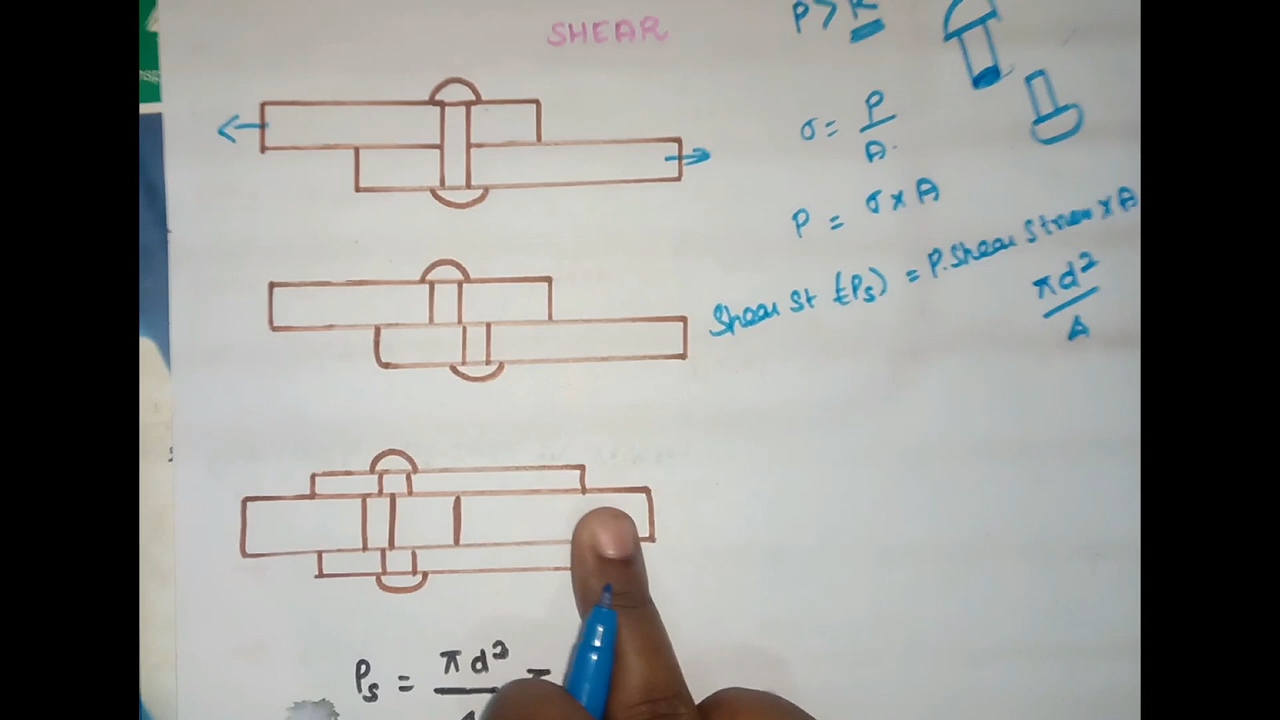 SHEAR
P > R
σ = P/A.
P = σ x A
Shear St (Ps) = P. Shear Stress x A
πd²/4
Ps = πd²